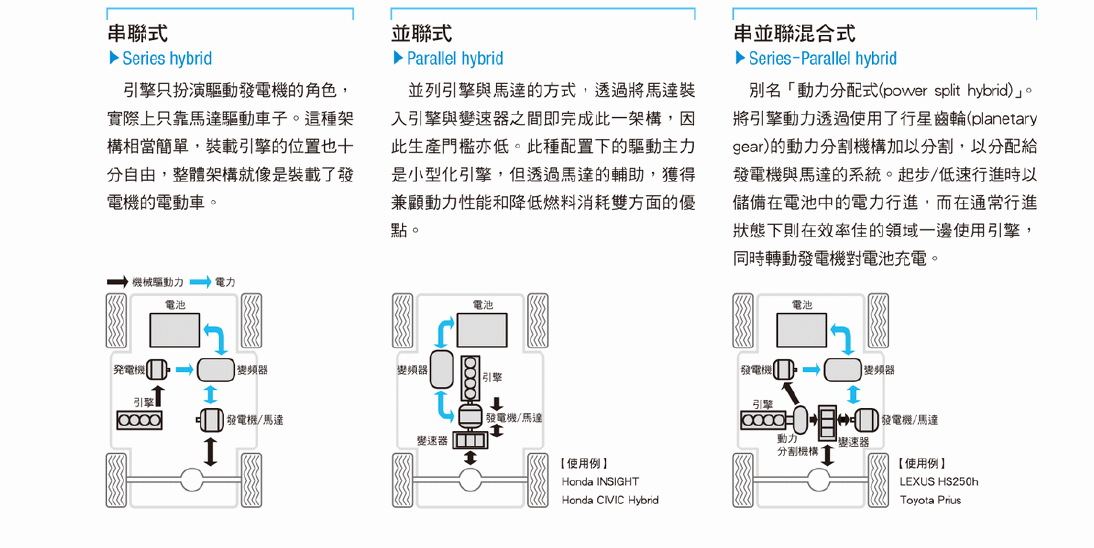 串聯式
▶Series hybrid
引擎只扮演驅動發電機的角色，
實際上只靠馬達驅動車子。這種架
構相當簡單，裝載引擎的位置也十
分自由，整體架構就像是裝載了發
電機的電動車。
並聯式
▶Parallel hybrid
並列引擎與馬達的方式，透過將馬達裝
入引擎與變速器之間即完成此一架構，因
此生產門檻亦低。此種配置下的驅動主力
是小型化引擎，但透過馬達的輔助，獲得
兼顧動力性能和降低燃料消耗雙方面的優
點。
串並聯混合式
▶Series-Parallel hybrid
別名「動力分配式(power split hybrid)」。
將引擎動力透過使用了行星齒輪(planetary
gear)的動力分割機構加以分割，以分配給
發電機與馬達的系統。起步/低速行進時以
儲備在電池中的電力行進，而在通常行進
狀態下則在效率佳的領域一邊使用引擎，
同時轉動發電機對電池充電。
機械驅動力 電力
電池
発電機
變頻器
引擎
發電機/馬達
電池
變頻器
引擎
發電機/馬達
變速器
【使用例】
Honda INSIGHT
Honda CIVIC Hybrid
電池
發電機
變頻器
引擎
發電機/馬達
動力
分割機構
變速器
【使用例】
LEXUS HS250h
Toyota Prius